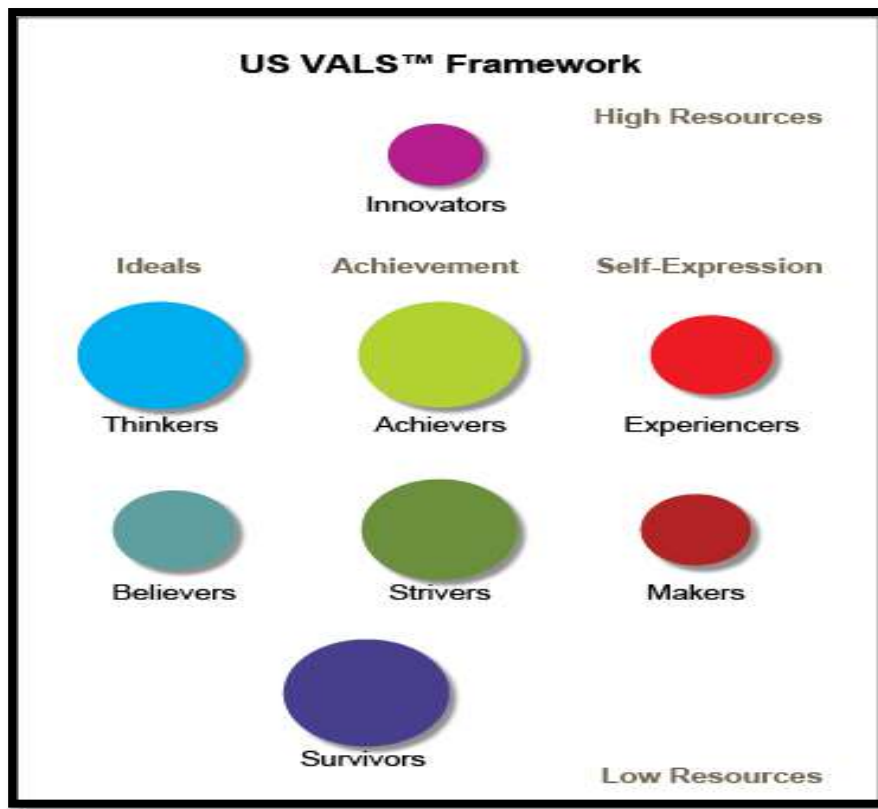 US VALS™ Framework
High Resources
Innovators
Ideals Achievement Self-Expression
Thinkers Achievers Experiencers
Believers Strivers Makers
Survivors
Low Resources